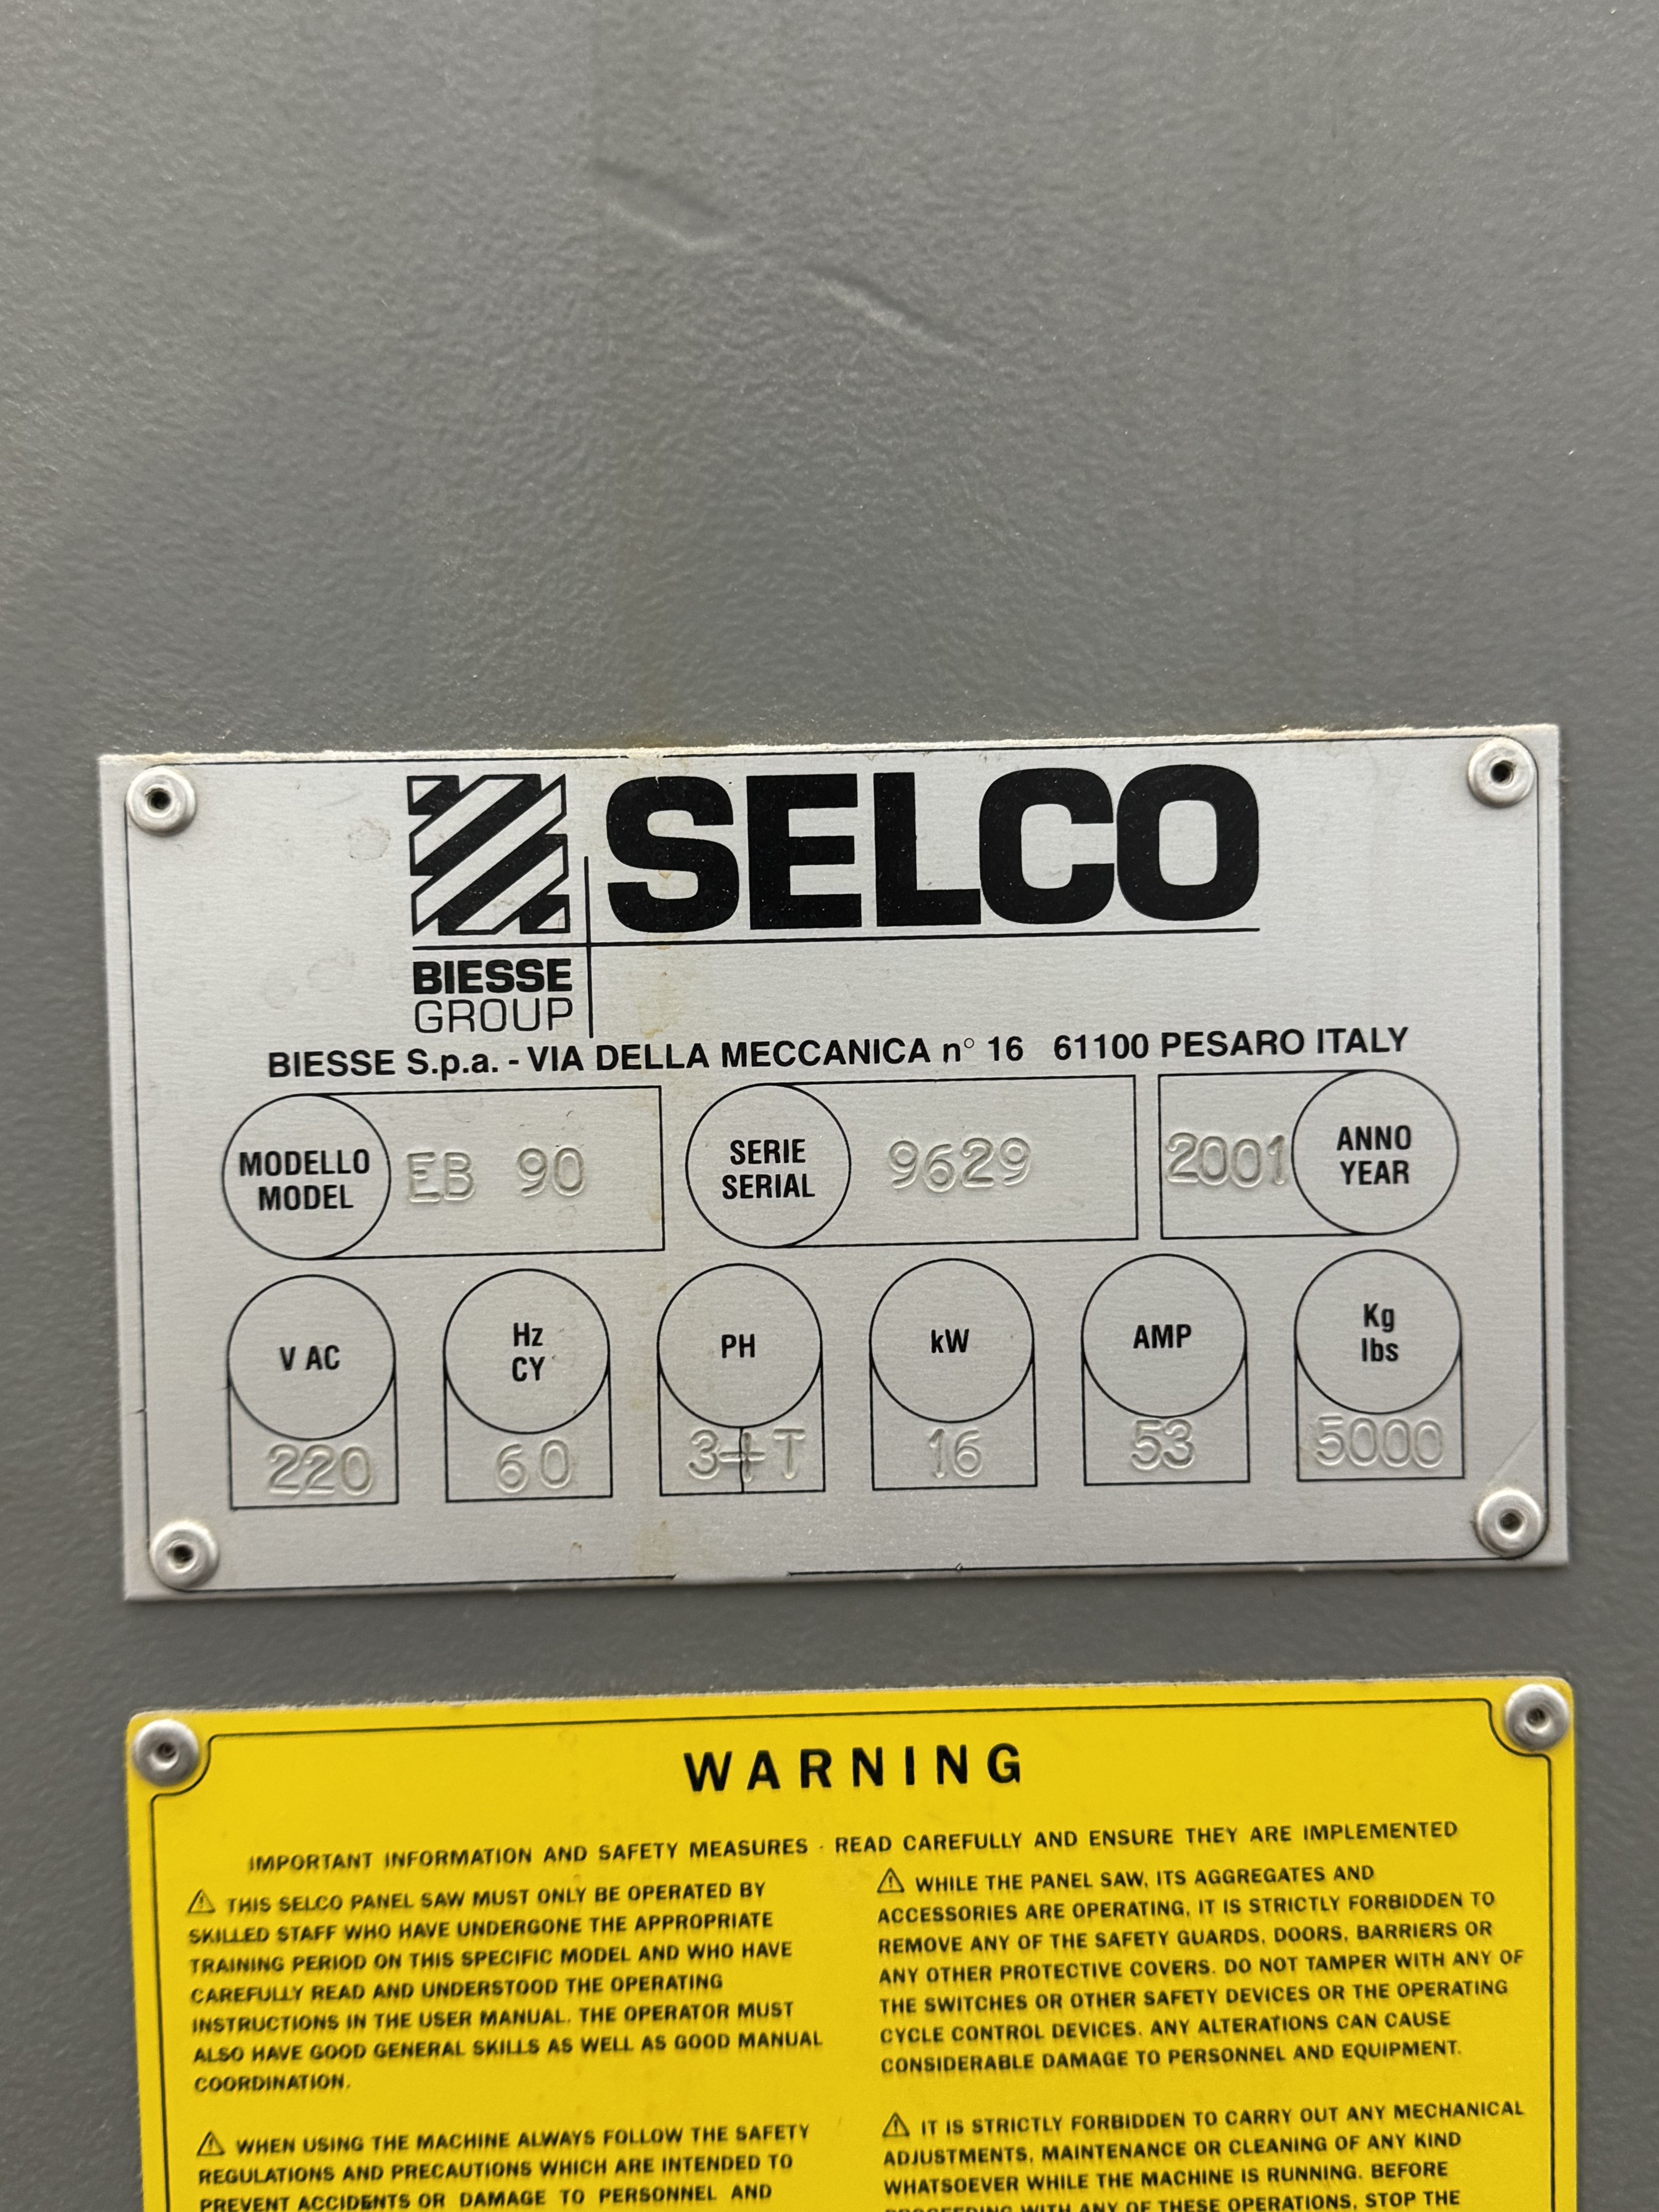 SELCO
BIESSE
GROUP
BIESSE S.p.a. - VIA DELLA MECCANICA n° 16 61100 PESARO ITALY
MODELLO
MODEL
EB 90
SERIE
SERIAL
9629
2001
ANNO
YEAR
V AC
220
Hz
CY
60
PH
3+T
kW
16
AMP
53
Kg
lbs
5000
WARNING
IMPORTANT INFORMATION AND SAFETY MEASURES - READ CAREFULLY AND ENSURE THEY ARE IMPLEMENTED
THIS SELCO PANEL SAW MUST ONLY BE OPERATED BY
SKILLED STAFF WHO HAVE UNDERGONE THE APPROPRIATE
TRAINING PERIOD ON THIS SPECIFIC MODEL AND WHO HAVE
CAREFULLY READ AND UNDERSTOOD THE OPERATING
INSTRUCTIONS IN THE USER MANUAL. THE OPERATOR MUST
ALSO HAVE GOOD GENERAL SKILLS AS WELL AS GOOD MANUAL
COORDINATION.
WHEN USING THE MACHINE ALWAYS FOLLOW THE SAFETY
REGULATIONS AND PRECAUTIONS WHICH ARE INTENDED TO
PREVENT ACCIDENTS OR DAMAGE TO PERSONNEL AND
WHILE THE PANEL SAW, ITS AGGREGATES AND
ACCESSORIES ARE OPERATING, IT IS STRICTLY FORBIDDEN TO
REMOVE ANY OF THE SAFETY GUARDS, DOORS, BARRIERS OR
ANY OTHER PROTECTIVE COVERS. DO NOT TAMPER WITH ANY OF
THE SWITCHES OR OTHER SAFETY DEVICES OR THE OPERATING
CYCLE CONTROL DEVICES. ANY ALTERATIONS CAN CAUSE
CONSIDERABLE DAMAGE TO PERSONNEL AND EQUIPMENT.
IT IS STRICTLY FORBIDDEN TO CARRY OUT ANY MECHANICAL
ADJUSTMENTS, MAINTENANCE OR CLEANING OF ANY KIND
WHATSOEVER WHILE THE MACHINE IS RUNNING. BEFORE
PROCEEDING WITH ANY OF THESE OPERATIONS, STOP THE